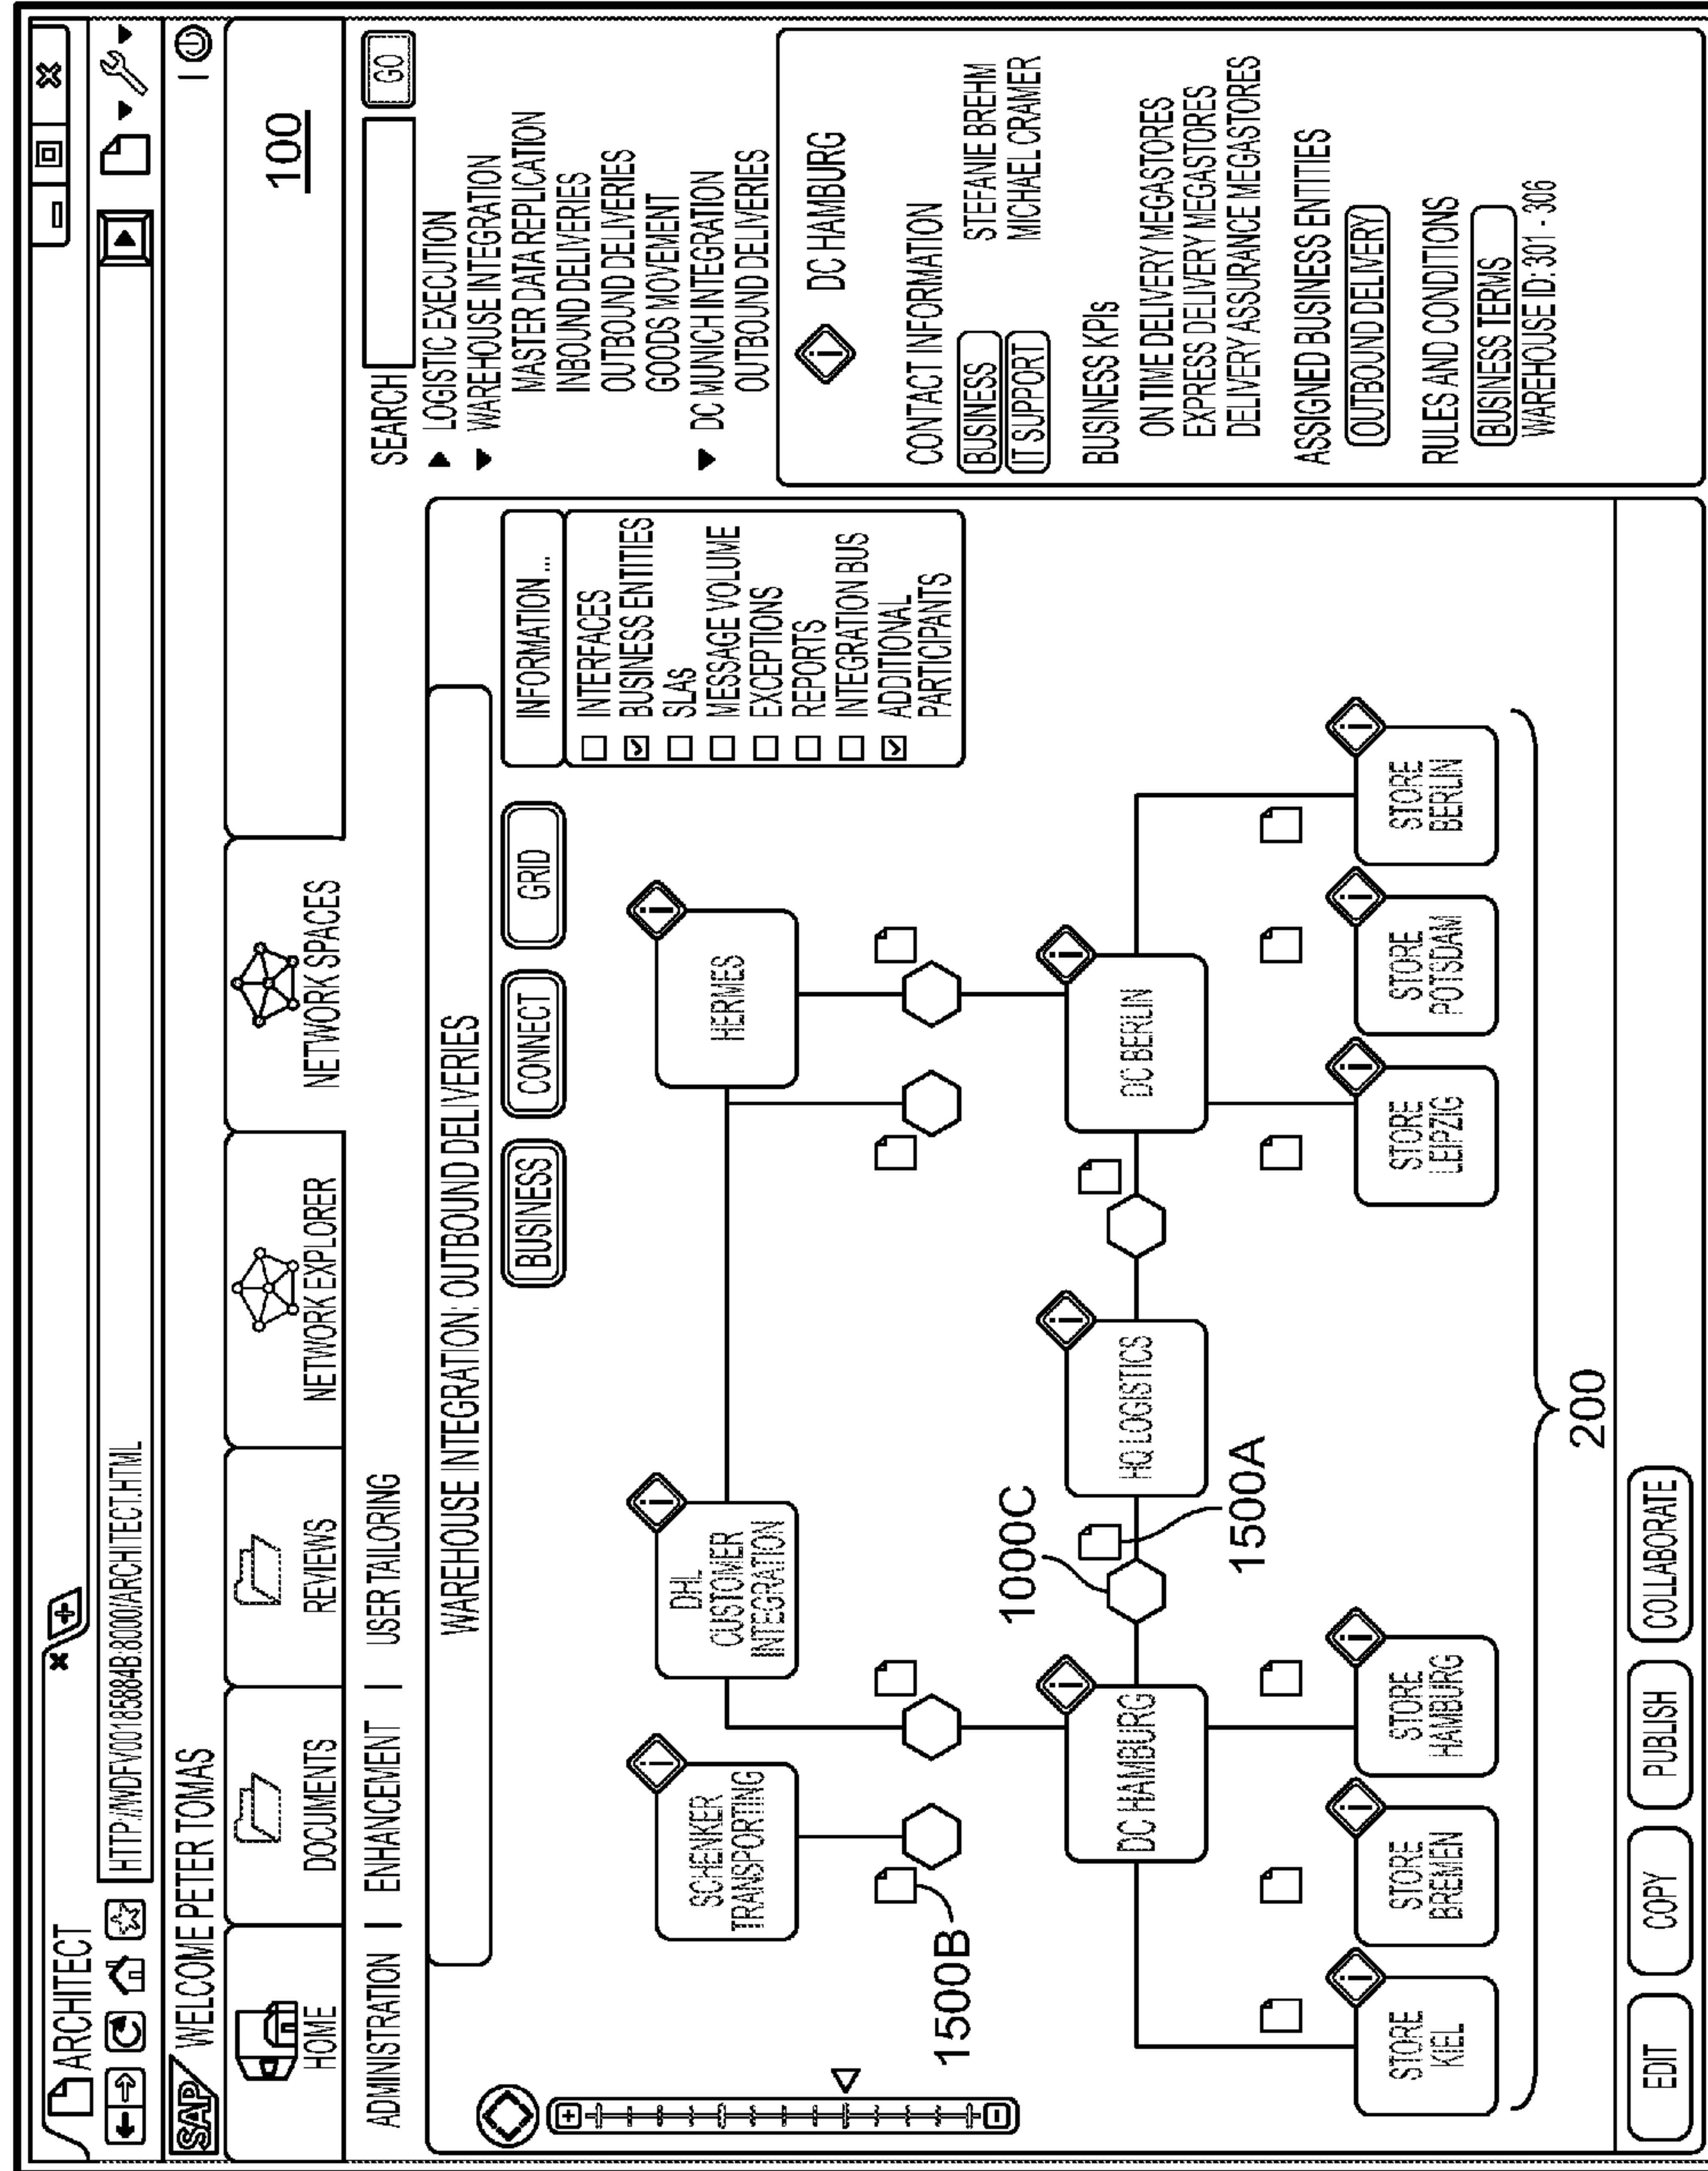 ARCHITECT
HTTP://WDFV0018584B:8000/ARCHITECT.HTML
SAP
WELCOME PETER TOMAS
HOME
DOCUMENTS
REVIEWS
NETWORK EXPLORER
NETWORK SPACES
100
ADMINISTRATION | ENHANCEMENT | USER TAILORING
SEARCH
GO
LOGISTIC EXECUTION
WAREHOUSE INTEGRATION
MASTER DATA REPLICATION
INBOUND DELIVERIES
OUTBOUND DELIVERIES
GOODS MOVEMENT
DC MUNICH INTEGRATION
OUTBOUND DELIVERIES
WAREHOUSE INTEGRATION: OUTBOUND DELIVERIES
BUSINESS
CONNECT
GRID
INFORMATION...
INTERFACES
BUSINESS ENTITIES
SLAS
MESSAGE VOLUME
EXCEPTIONS
REPORTS
INTEGRATION BUS
ADDITIONAL
PARTICIPANTS
SCHENKER
TRANSPORTING
DHL
CUSTOMER
INTEGRATION
HERMES
1500B
1000C
1500A
DC HAMBURG
HQ LOGISTICS
DC BERLIN
STORE
KIEL
STORE
BREMEN
STORE
HAMBURG
STORE
LEIPZIG
STORE
POTSDAM
STORE
BERLIN
200
DC HAMBURG
CONTACT INFORMATION
BUSINESS STEFANIE BREHM
IT SUPPORT MICHAEL CRAMER
BUSINESS KPIs
ON TIME DELIVERY MEGASTORES
EXPRESS DELIVERY MEGASTORES
DELIVERY ASSURANCE MEGASTORES
ASSIGNED BUSINESS ENTITIES
OUTBOUND DELIVERY
RULES AND CONDITIONS
BUSINESS TERMS
WAREHOUSE ID: 301 - 306
EDIT
COPY
PUBLISH
COLLABORATE